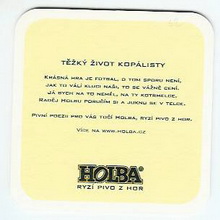 TĚŽKÝ ŽIVOT KOPÁLISTY
KRÁSNÁ HRA JE FOTBAL, O TOM SPORU NENÍ,
JAK TO VÁLÍ KLUCI NAŠI, TO SE VÁŽNĚ CENÍ.
JÁ BYCH NA TO NEMĚL, NA TY KOTRMELCE.
RADĚJ HOLBU PORUČÍM SI A JUKNU SE V TELCE.
PIVNÍ POEZII PRO VÁS TOČÍ HOLBA, RYZÍ PIVO Z HOR.
VÍCE NA WWW.HOLBA.CZ
HOLBA
RYZÍ PIVO Z HOR